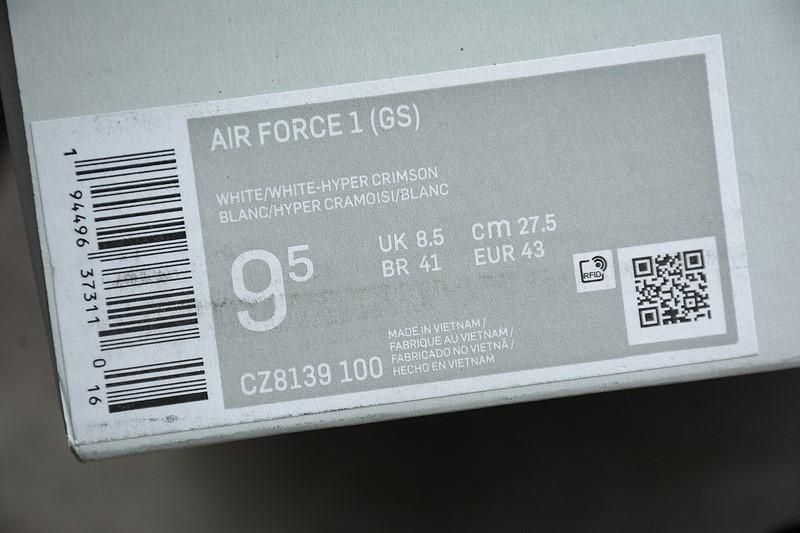 AIR FORCE 1 (GS)
WHITE/WHITE-HYPER CRIMSON
BLANC/HYPER CRAMOISI/BLANC
9⁵
UK 8.5 cm 27.5
BR 41 EUR 43
RFID
CZ8139 100
MADE IN VIETNAM /
FABRIQUE AU VIETNAM /
FABRICADO NO VIETNÃ /
HECHO EN VIETNAM
1 94496 37311 0 16